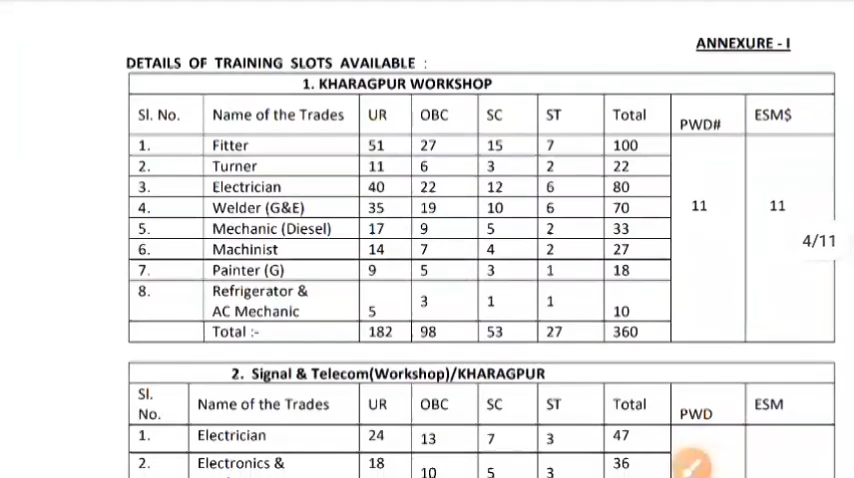 ANNEXURE - I
DETAILS OF TRAINING SLOTS AVAILABLE :
1. KHARAGPUR WORKSHOP
Sl. No. Name of the Trades UR OBC SC ST Total PWD# ESM$
1. Fitter 51 27 15 7 100
2. Turner 11 6 3 2 22
3. Electrician 40 22 12 6 80
4. Welder (G&E) 35 19 10 6 70 11 11
5. Mechanic (Diesel) 17 9 5 2 33
4/11
6. Machinist 14 7 4 2 27
7. Painter (G) 9 5 3 1 18
8. Refrigerator &
AC Mechanic 5 3 1 1 10
Total :- 182 98 53 27 360
2. Signal & Telecom(Workshop)/KHARAGPUR
Sl.
No. Name of the Trades UR OBC SC ST Total PWD ESM
1. Electrician 24 13 7 3 47
2. Electronics & 18 10 5 3 36